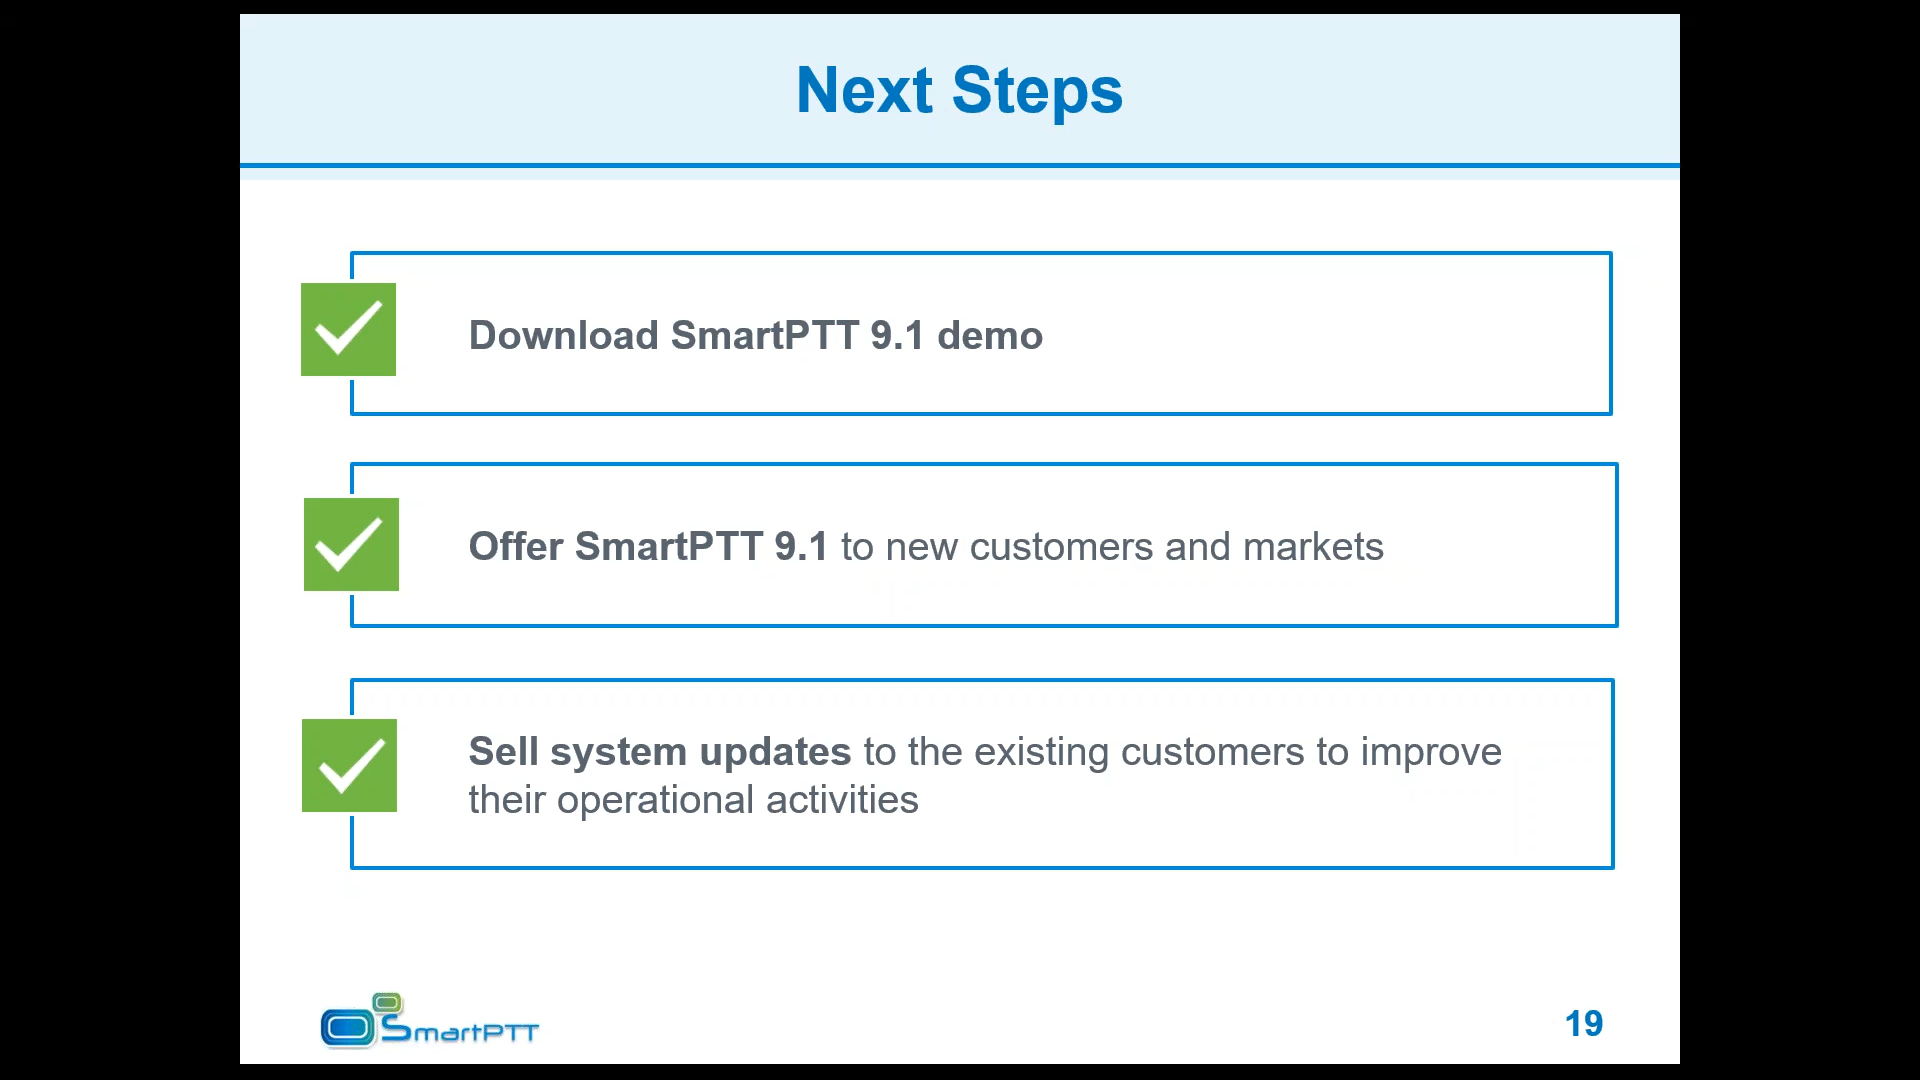 Next Steps
Download SmartPTT 9.1 demo
Offer SmartPTT 9.1 to new customers and markets
Sell system updates to the existing customers to improve
their operational activities
SmartPTT
19